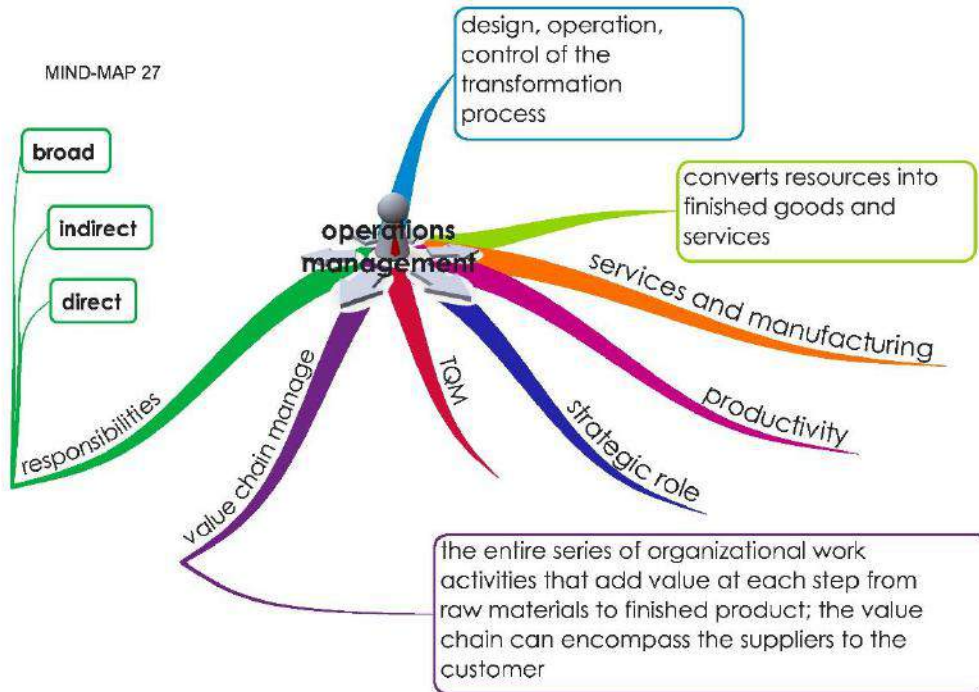 MIND-MAP 27
design, operation,
control of the
transformation
process
broad
indirect
direct
converts resources into
finished goods and
services
operations
management
services and manufacturing
productivity
strategic role
TQM
value chain manage
responsibilities
the entire series of organizational work
activities that add value at each step from
raw materials to finished product; the value
chain can encompass the suppliers to the
customer